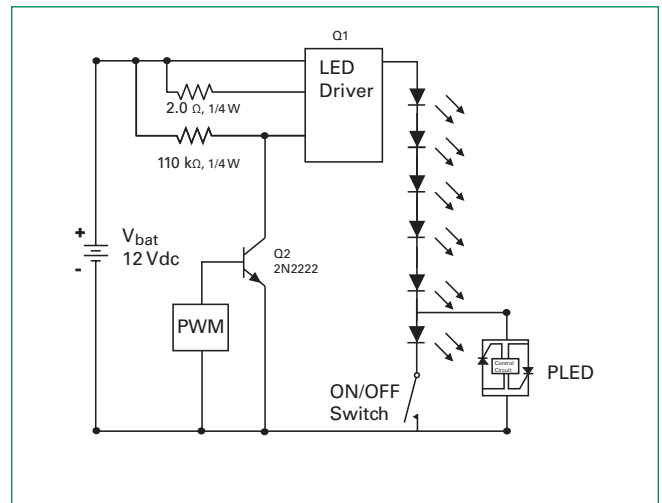 Q1
LED
Driver
2.0 Ω, 1/4 W
110 kΩ, 1/4 W
+
Vbat
12 Vdc
-
Q2
2N2222
PWM
Control
Circuit
PLED
ON/OFF
Switch